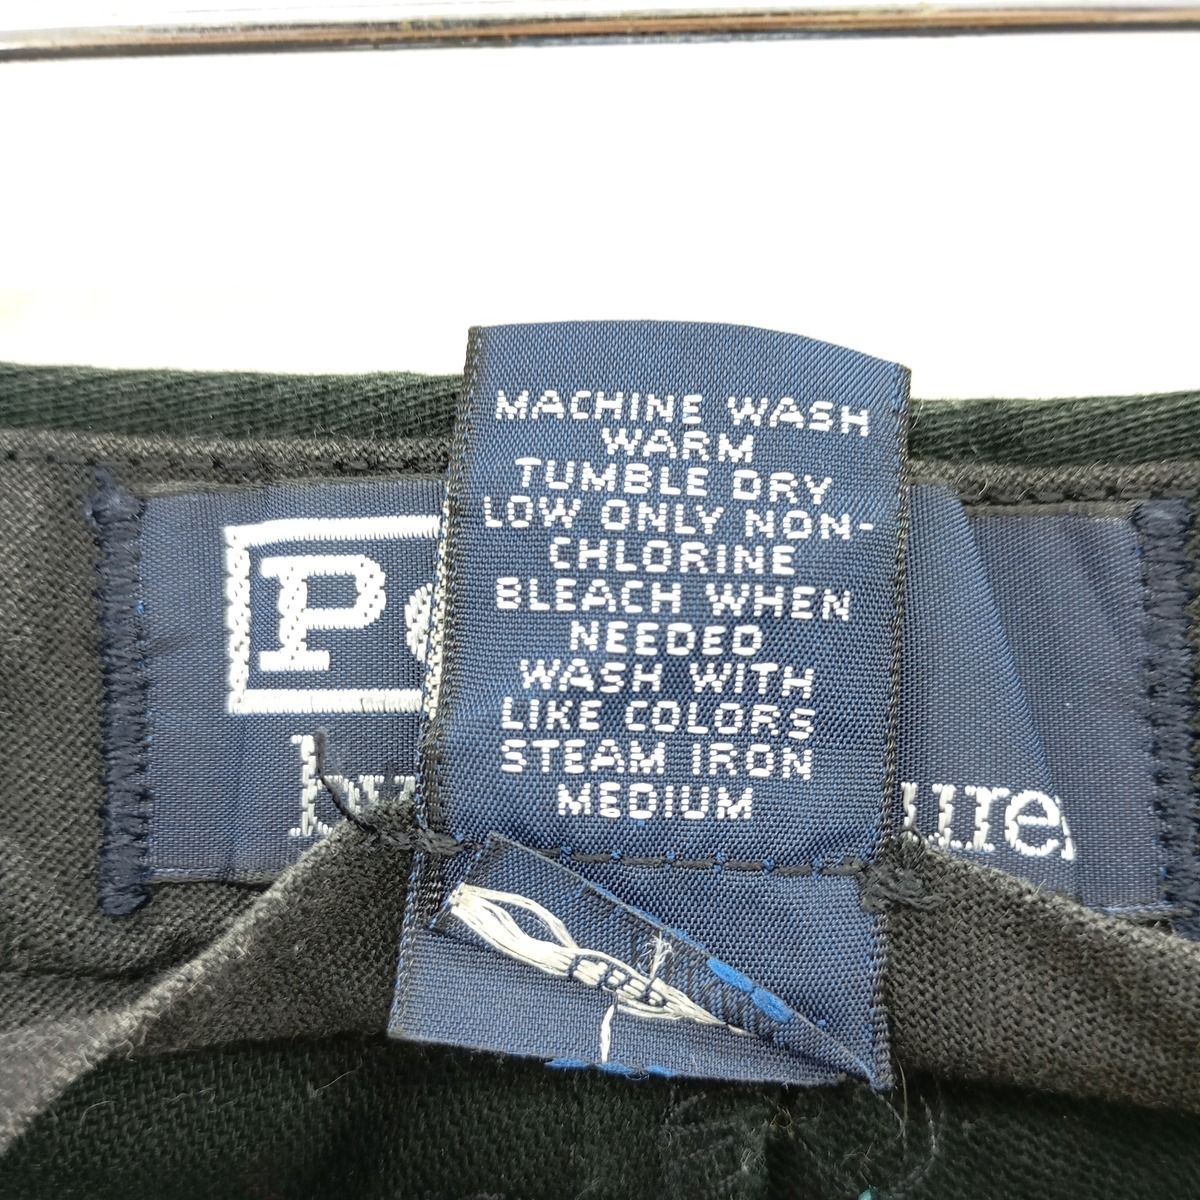 MACHINE WASH
WARM
TUMBLE DRY
LOW ONLY NON-
CHLORINE
BLEACH WHEN
NEEDED
WASH WITH
LIKE COLORS
STEAM IRON
MEDIUM